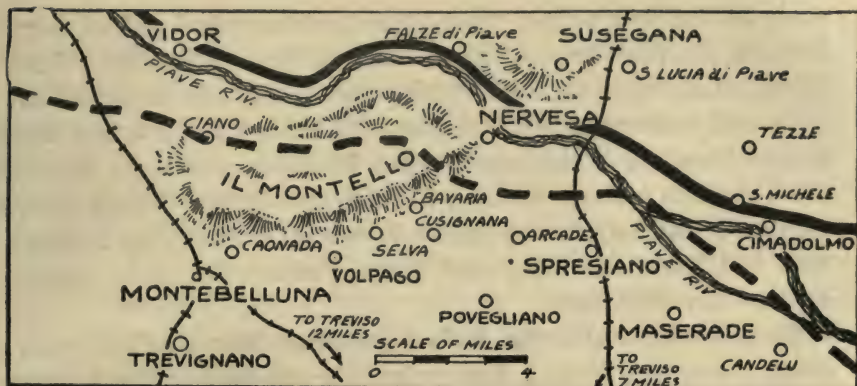 VIDOR
FALZE di Piave
SUSEGANA
PIAVE RIV.
S. LUCIA di PIAVE
CIANO
NERVESA
TEZZE
IL MONTELLO
BAVARIA
S. MICHELE
CAONADA
SELVA
CUSIGNANA
ARCADE
CIMADOLMO
VOLPAGO
SPRESIANO
PIAVE RIV.
MONTEBELLUNA
POVEGLIANO
MASERADE
TO TREVISO
12 MILES
SCALE OF MILES
TREVIGNANO
0 4
CANDELU
TO
TREVISO
7 MILES